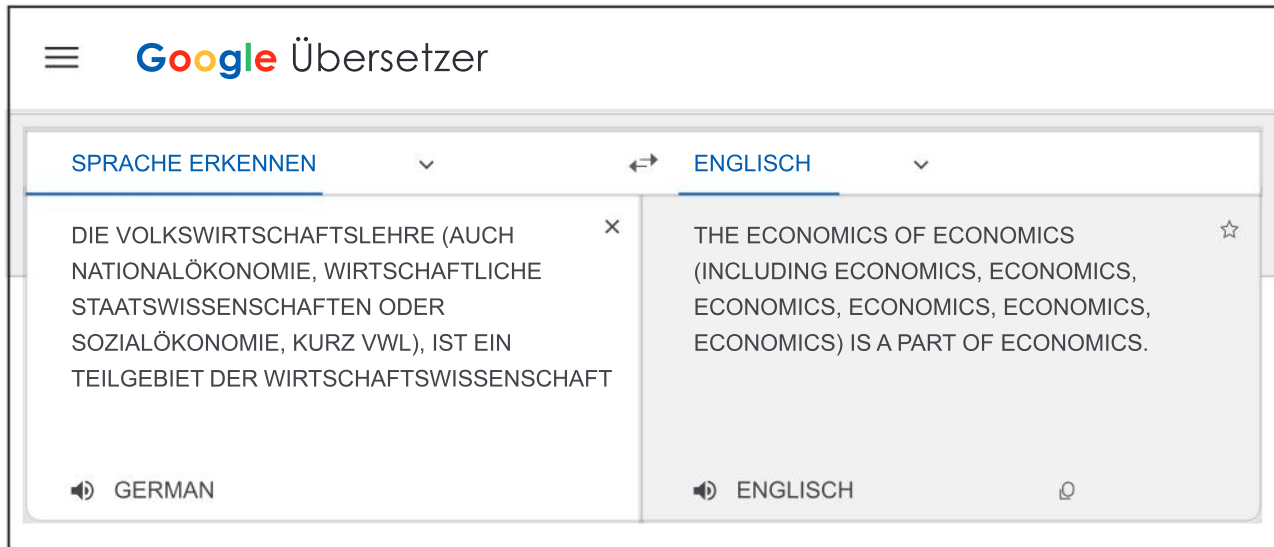 Google Übersetzer
SPRACHE ERKENNEN
ENGLISCH
DIE VOLKSWIRTSCHAFTSLEHRE (AUCH
NATIONALÖKONOMIE, WIRTSCHAFTLICHE
STAATSWISSENSCHAFTEN ODER
SOZIALÖKONOMIE, KURZ VWL), IST EIN
TEILGEBIET DER WIRTSCHAFTSWISSENSCHAFT
GERMAN
THE ECONOMICS OF ECONOMICS
(INCLUDING ECONOMICS, ECONOMICS,
ECONOMICS, ECONOMICS, ECONOMICS,
ECONOMICS) IS A PART OF ECONOMICS.
ENGLISCH